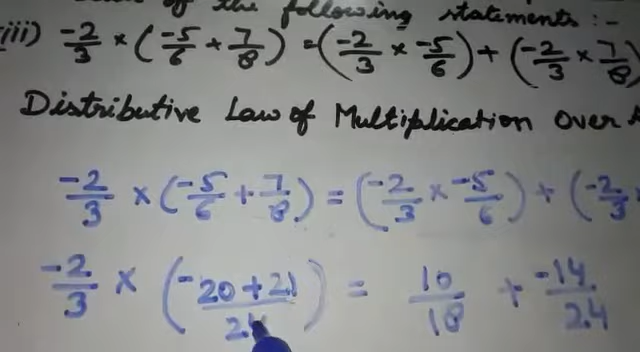 of the following statements:-
iii) -2/3 × (-5/6 + 7/8) = (-2/3 × -5/6) + (-2/3 × 7/8)
Distributive Law of Multiplication Over
-2/3 × (-5/6 + 7/8) = (-2/3 × -5/6) + (-2/3
-2/3 × (-20+21/24) = 10/18 + -14/24